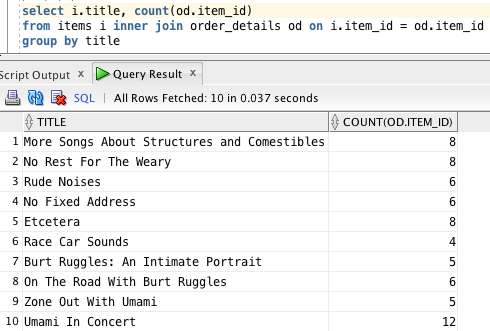 select i.title, count(od.item_id)
from items i inner join order_details od on i.item_id = od.item_id
group by title
Script Output x Query Result x
SQL | All Rows Fetched: 10 in 0.037 seconds
TITLE COUNT(OD.ITEM_ID)
1 More Songs About Structures and Comestibles 8
2 No Rest For The Weary 8
3 Rude Noises 6
4 No Fixed Address 6
5 Etcetera 8
6 Race Car Sounds 4
7 Burt Ruggles: An Intimate Portrait 5
8 On The Road With Burt Ruggles 6
9 Zone Out With Umami 5
10 Umami In Concert 12